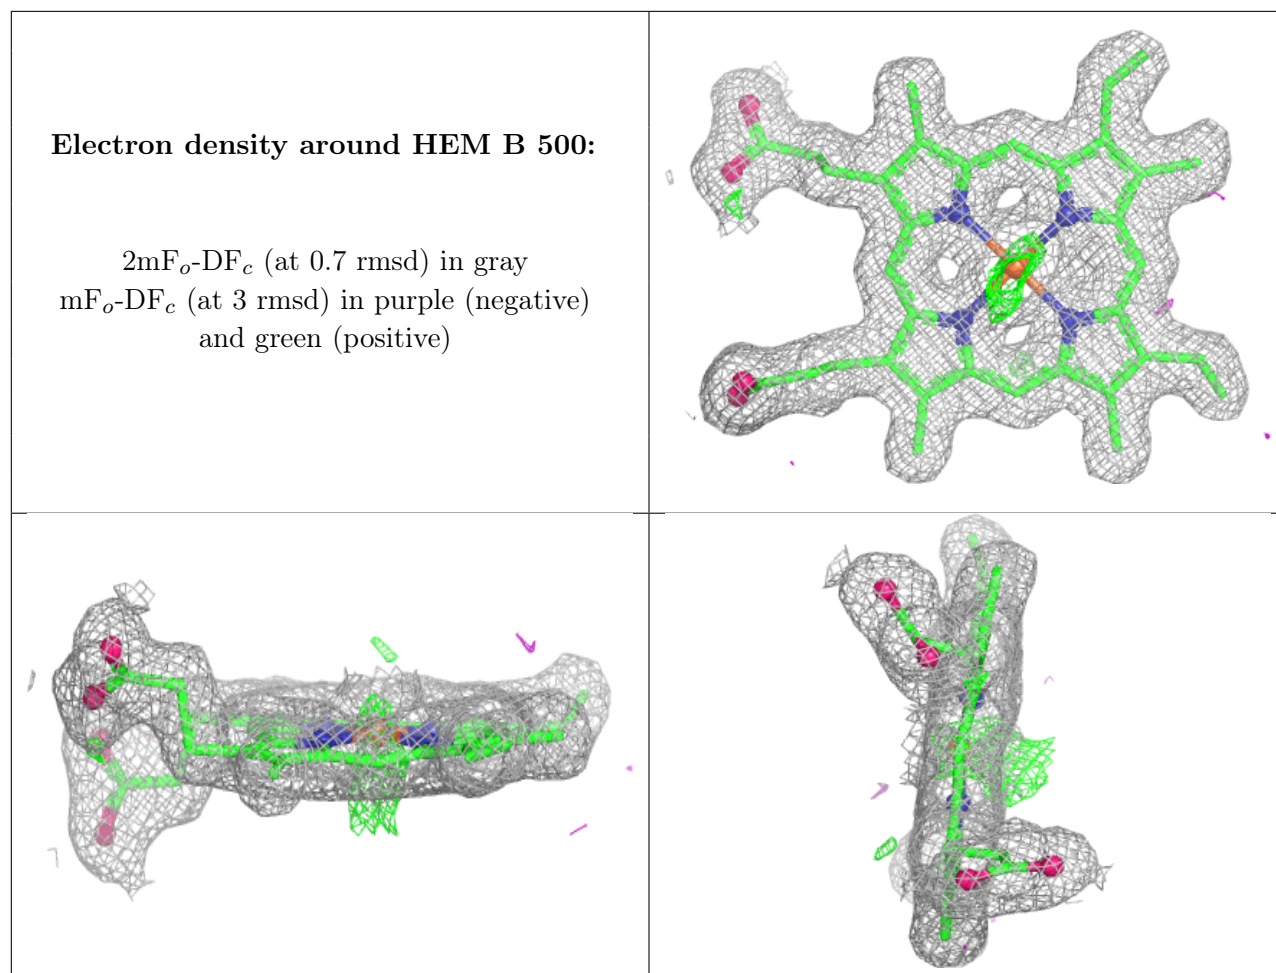 Electron density around HEM B 500:
2mFo-DFc (at 0.7 rmsd) in gray
mFo-DFc (at 3 rmsd) in purple (negative)
and green (positive)